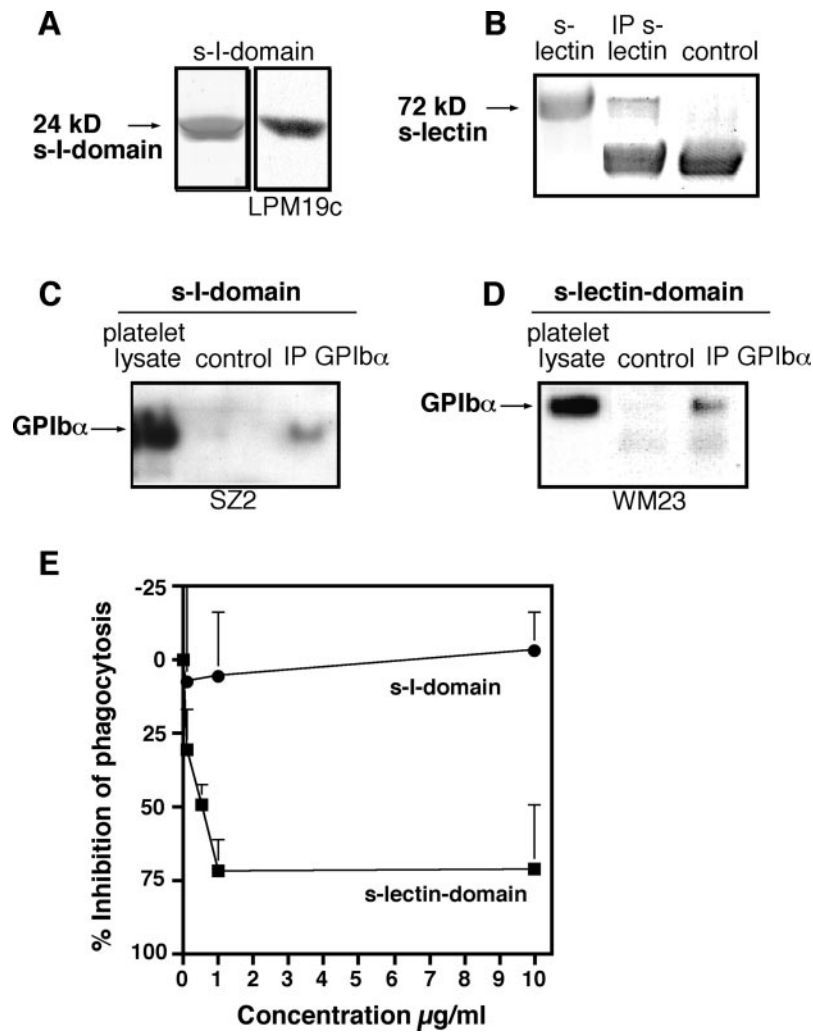 A
s-I-domain
24 kD
s-I-domain
LPM19c
B
s-
lectin
IP s-
lectin
control
72 kD
s-lectin
C
s-I-domain
platelet
lysate
control
IP GPIbα
GPIbα
SZ2
D
s-lectin-domain
platelet
lysate
control
IP GPIbα
GPIbα
WM23
E
% Inhibition of phagocytosis
-25
0
25
50
75
100
s-I-domain
s-lectin-domain
0 1 2 3 4 5 6 7 8 9 10
Concentration µg/ml